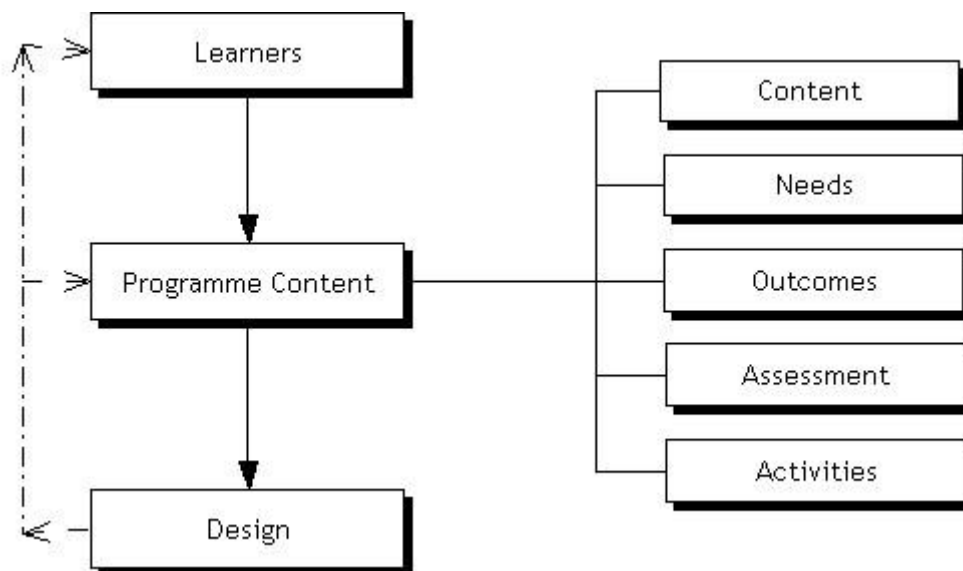 Learners
Programme Content
Design
Content
Needs
Outcomes
Assessment
Activities